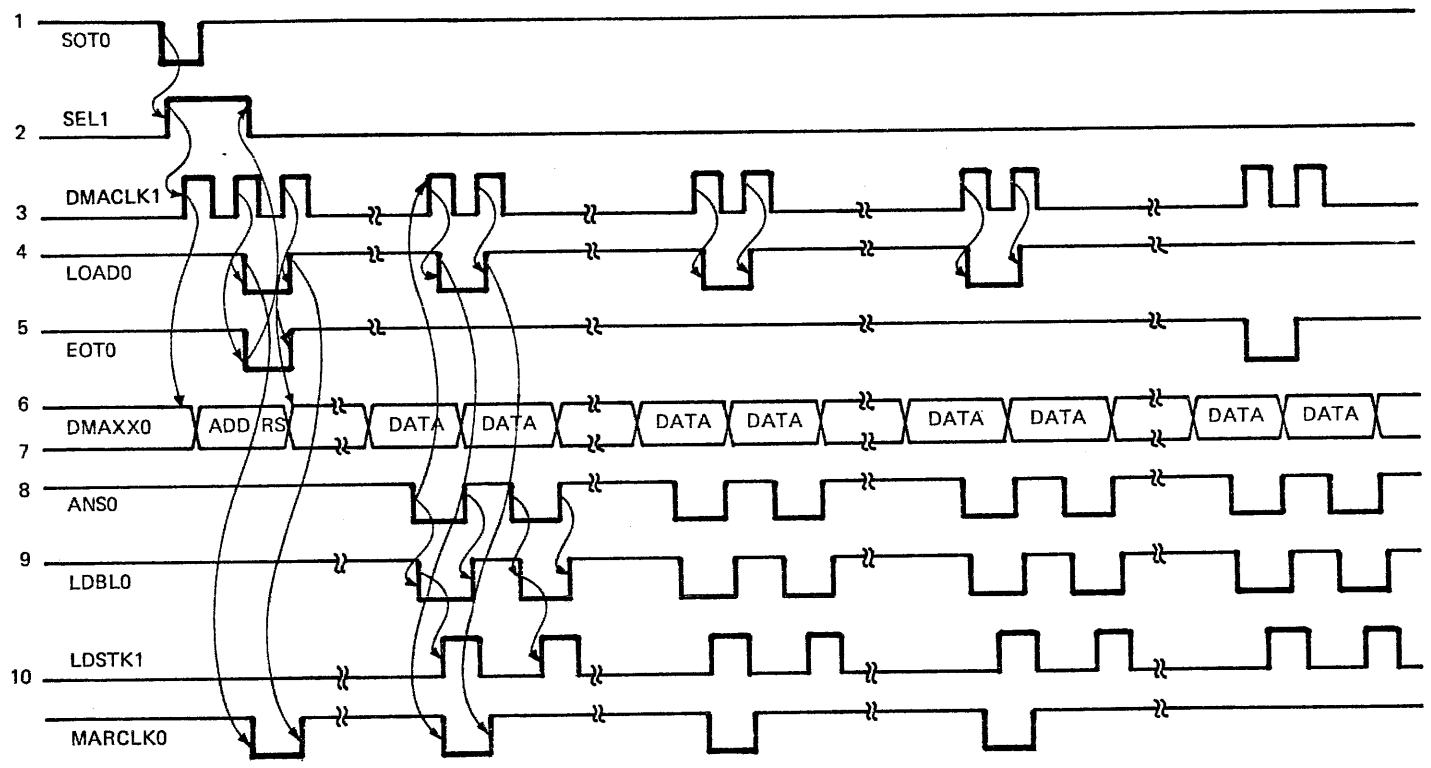 1
SOT0
SEL1
2
DMACLK1
3
4
LOAD0
5
EOT0
6
DMAXX0 ADD RS DATA DATA DATA DATA DATA DATA DATA DATA
7
8
ANS0
9
LDBL0
LDSTK1
10
MARCLK0